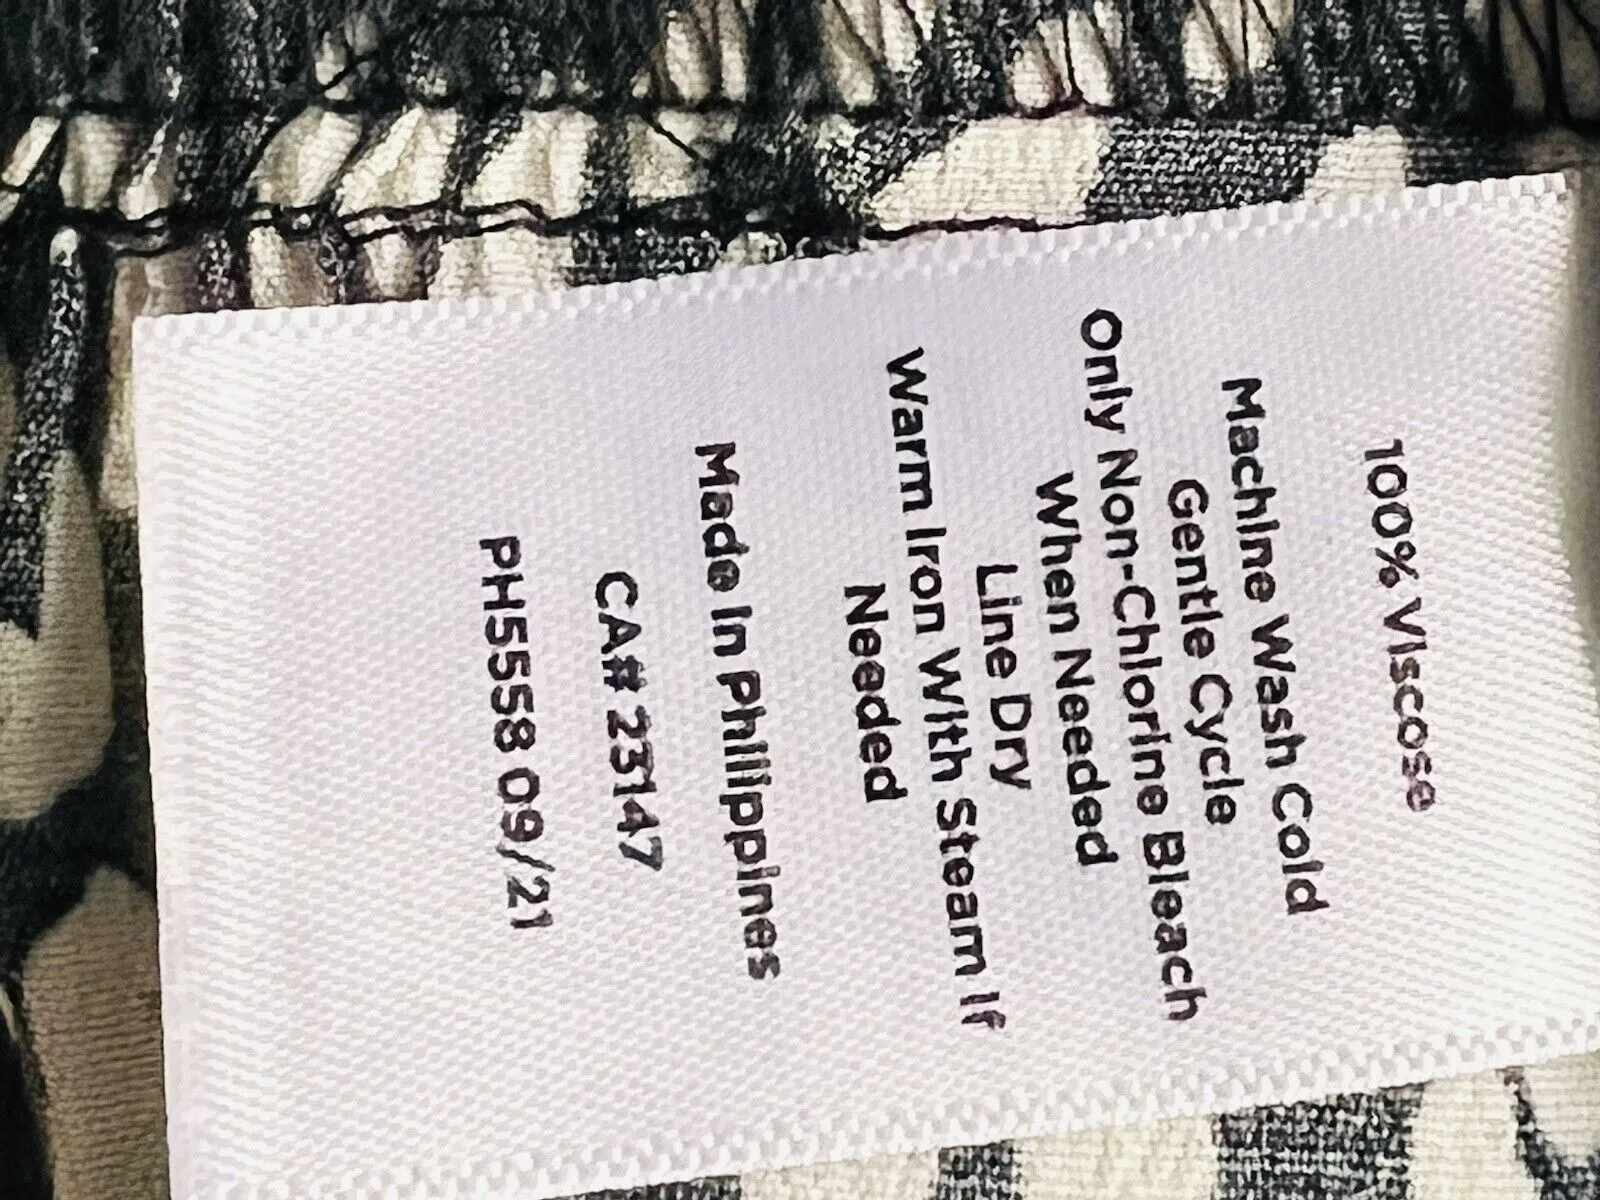 100% Viscose
Machine Wash Cold
Gentle Cycle
Only Non-Chlorine Bleach
When Needed
Line Dry
Warm Iron With Steam If
Needed
Made In Phillippines
CA# 23147
PH5558 09/21